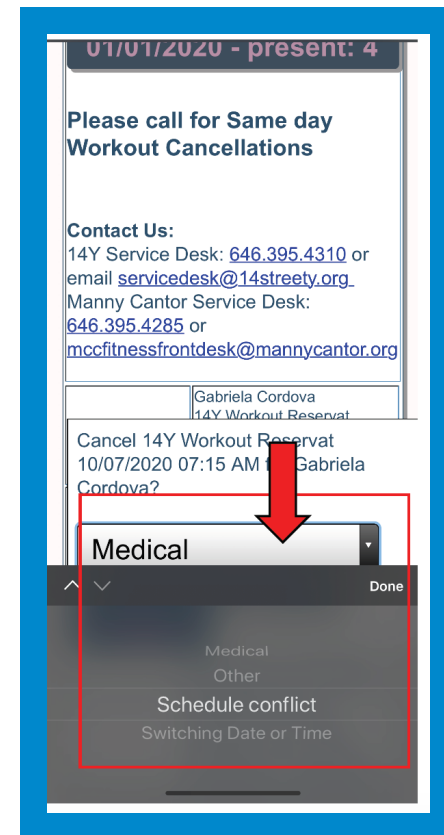 01/01/2020 - present: 4
Please call for Same day
Workout Cancellations
Contact Us:
14Y Service Desk: 646.395.4310 or
email servicedesk@14streety.org
Manny Cantor Service Desk:
646.395.4285 or
mccfitnessfrontdesk@mannycantor.org
Gabriela Cordova
14Y Workout Reservat
Cancel 14Y Workout Reservat
10/07/2020 07:15 AM Gabriela
Cordova?
Medical
Done
Medical
Other
Schedule conflict
Switching Date or Time